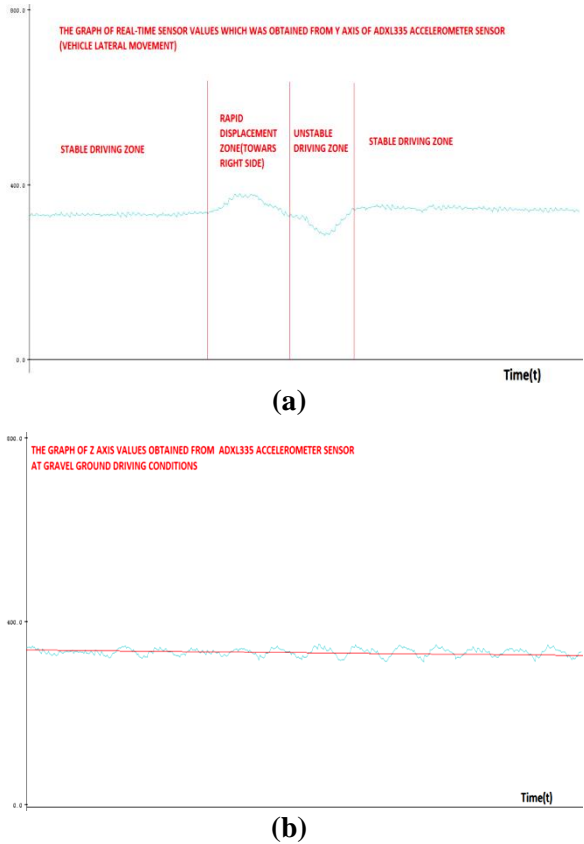 800.0
THE GRAPH OF REAL-TIME SENSOR VALUES WHICH WAS OBTAINED FROM Y AXIS OF ADXL335 ACCELEROMETER SENSOR
(VEHICLE LATERAL MOVEMENT)
STABLE DRIVING ZONE
RAPID
DISPLACEMENT
ZONE(TOWARS
RIGHT SIDE)
UNSTABLE
DRIVING ZONE
STABLE DRIVING ZONE
400.0
0.0
Time(t)
(a)
800.0
THE GRAPH OF Z AXIS VALUES OBTAINED FROM ADXL335 ACCELEROMETER SENSOR
AT GRAVEL GROUND DRIVING CONDITIONS
400.0
0.0
Time(t)
(b)